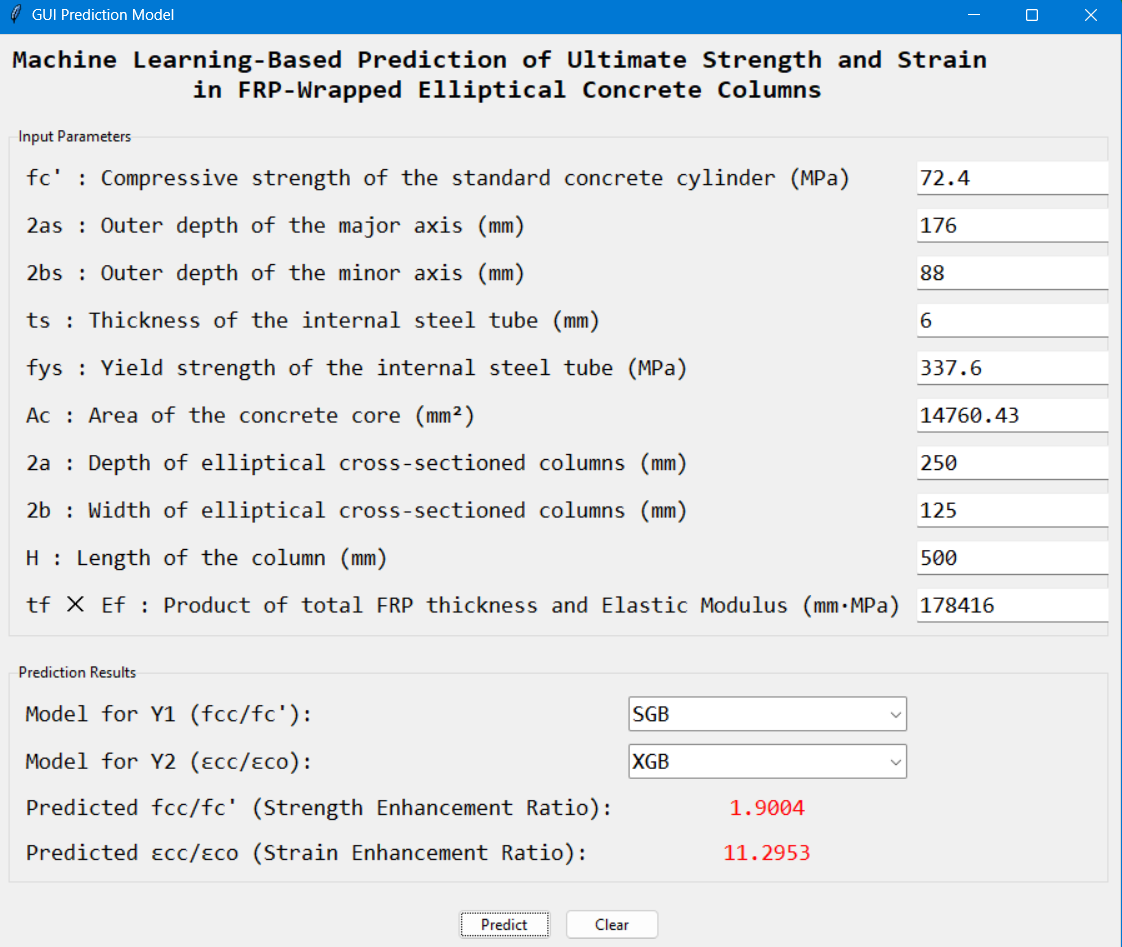 GUI Prediction Model
Machine Learning-Based Prediction of Ultimate Strength and Strain
in FRP-Wrapped Elliptical Concrete Columns
Input Parameters
fc' : Compressive strength of the standard concrete cylinder (MPa) 72.4
2as : Outer depth of the major axis (mm) 176
2bs : Outer depth of the minor axis (mm) 88
ts : Thickness of the internal steel tube (mm) 6
fys : Yield strength of the internal steel tube (MPa) 337.6
Ac : Area of the concrete core (mm²) 14760.43
2a : Depth of elliptical cross-sectioned columns (mm) 250
2b : Width of elliptical cross-sectioned columns (mm) 125
H : Length of the column (mm) 500
tf × Ef : Product of total FRP thickness and Elastic Modulus (mm·MPa) 178416
Prediction Results
Model for Y1 (fcc/fc'): SGB
Model for Y2 (εcc/εco): XGB
Predicted fcc/fc' (Strength Enhancement Ratio): 1.9004
Predicted εcc/εco (Strain Enhancement Ratio): 11.2953
Predict Clear